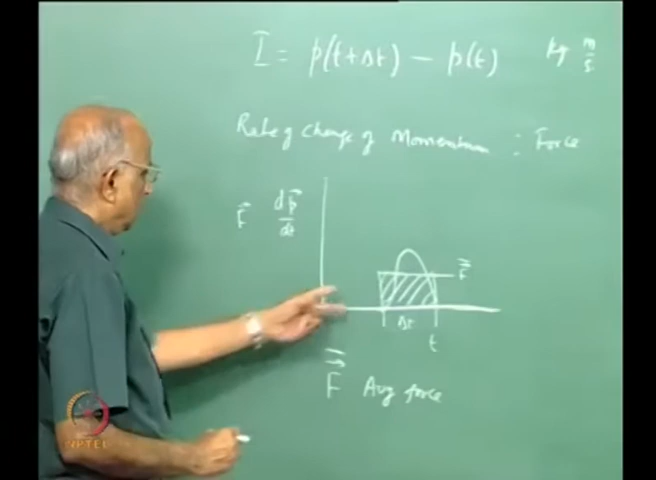 I = p(t+Δt) - p(t) kg m/s
Rate of Change of Momentum : Force
F⃗ dp⃗/dt
F̄⃗
Δt
t
F̄⃗ Avg force
NPTEL